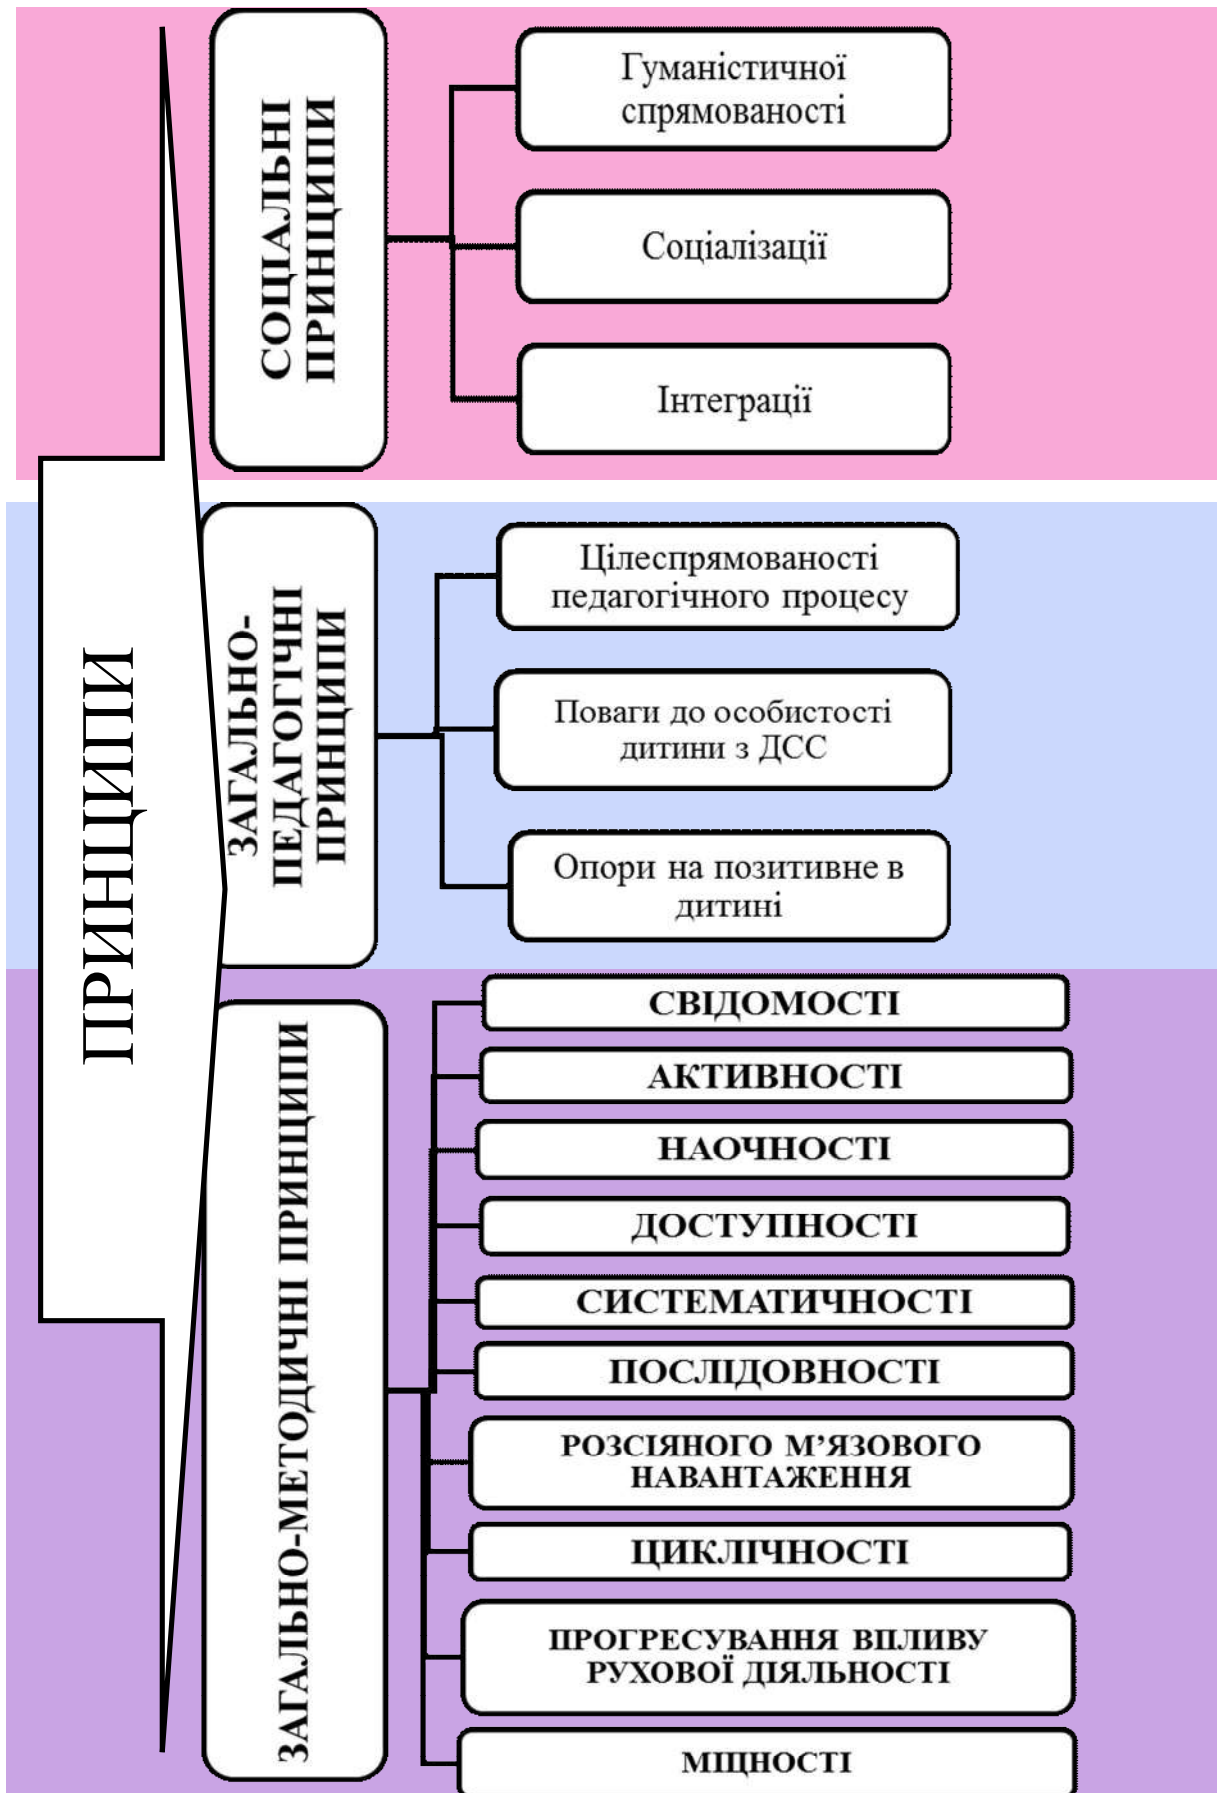 ПРИНЦИПИ
СОЦІАЛЬНІ
ПРИНЦИПИ
Гуманістичної
спрямованості
Соціалізації
Інтеграції
ЗАГАЛЬНО-
ПЕДАГОГІЧНІ
ПРИНЦИПИ
Цілеспрямованості
педагогічного процесу
Поваги до особистості
дитини з ДСС
Опори на позитивне в
дитині
ЗАГАЛЬНО-МЕТОДИЧНІ ПРИНЦИПИ
СВІДОМОСТІ
АКТИВНОСТІ
НАОЧНОСТІ
ДОСТУПНОСТІ
СИСТЕМАТИЧНОСТІ
ПОСЛІДОВНОСТІ
РОЗСІЯНОГО М’ЯЗОВОГО
НАВАНТАЖЕННЯ
ЦИКЛІЧНОСТІ
ПРОГРЕСУВАННЯ ВПЛИВУ
РУХОВОЇ ДІЯЛЬНОСТІ
МІЦНОСТІ